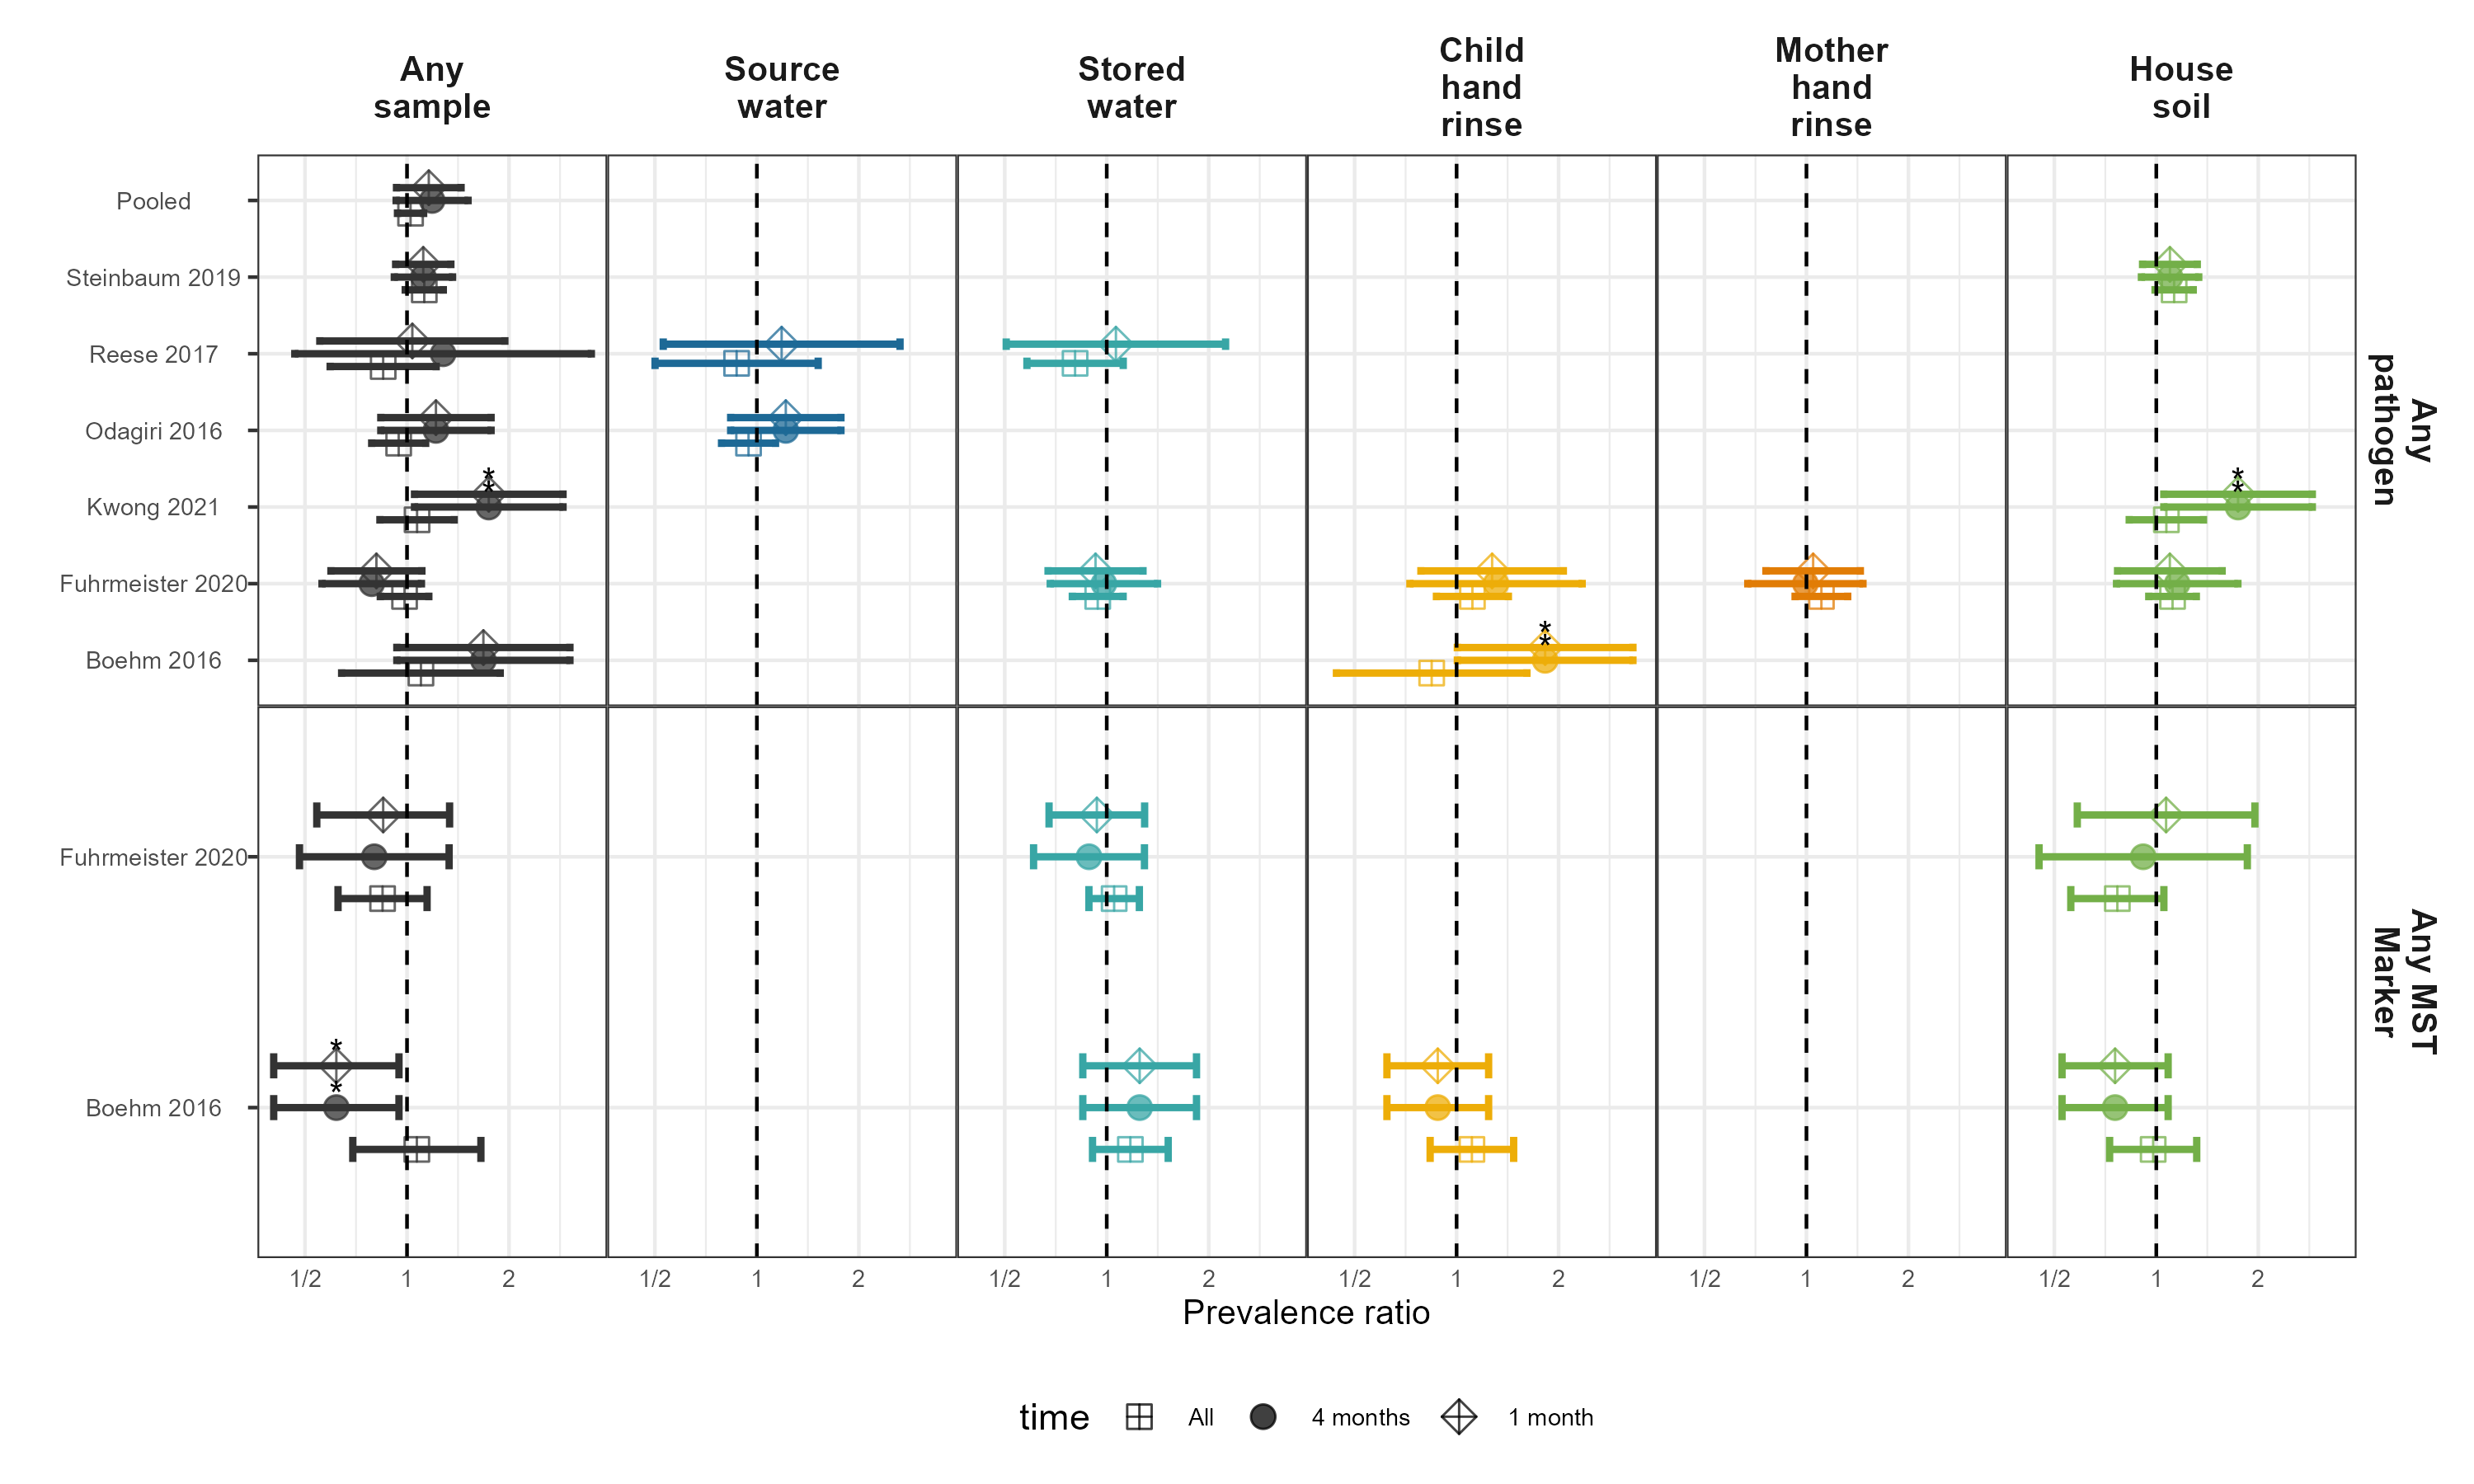 Any
sample
Source
water
Stored
water
Child
hand
rinse
Mother
hand
rinse
House
soil
Pooled
Steinbaum 2019
Reese 2017
Odagiri 2016
Kwong 2021
*
*
*
*
Fuhrmeister 2020
Boehm 2016
*
*
Any
pathogen
Fuhrmeister 2020
Boehm 2016
*
*
Any MST
Marker
1/2 1 2 1/2 1 2 1/2 1 2 1/2 1 2 1/2 1 2 1/2 1 2
Prevalence ratio
time All 4 months 1 month